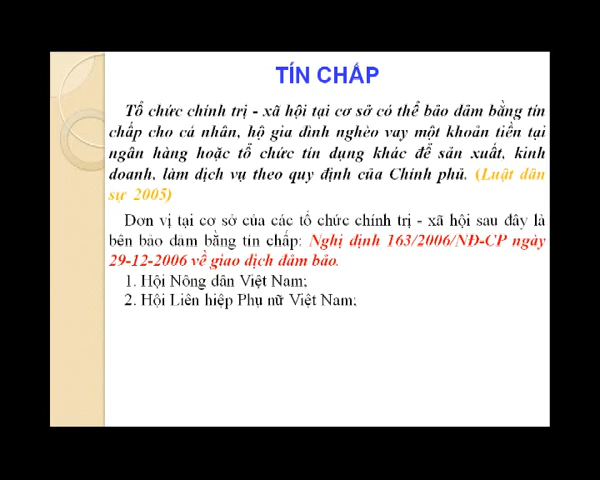 TÍN CHẤP
Tổ chức chính trị - xã hội tại cơ sở có thể bảo đảm bằng tín
chấp cho cá nhân, hộ gia đình nghèo vay một khoản tiền tại
ngân hàng hoặc tổ chức tín dụng khác để sản xuất, kinh
doanh, làm dịch vụ theo quy định của Chính phủ. (Luật dân
sự 2005)
Đơn vị tại cơ sở của các tổ chức chính trị - xã hội sau đây là
bên bảo đảm bằng tín chấp: Nghị định 163/2006/NĐ-CP ngày
29-12-2006 về giao dịch đảm bảo.
1. Hội Nông dân Việt Nam;
2. Hội Liên hiệp Phụ nữ Việt Nam;